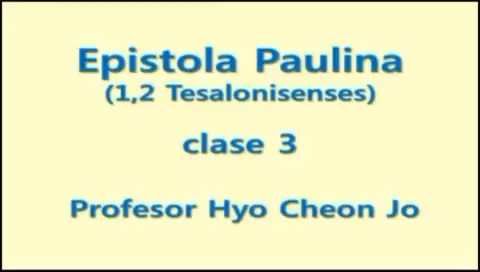 Epistola Paulina
(1,2 Tesalonisenses)
clase 3
Profesor Hyo Cheon Jo